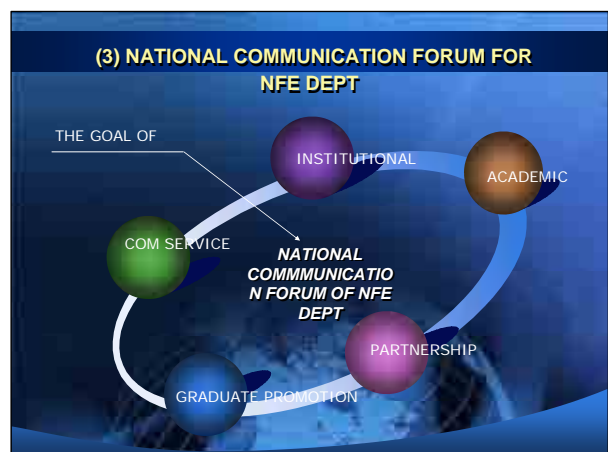 (3) NATIONAL COMMUNICATION FORUM FOR
NFE DEPT
THE GOAL OF
INSTITUTIONAL
ACADEMIC
COM SERVICE
NATIONAL
COMMMUNICATIO
N FORUM OF NFE
DEPT
PARTNERSHIP
GRADUATE PROMOTION